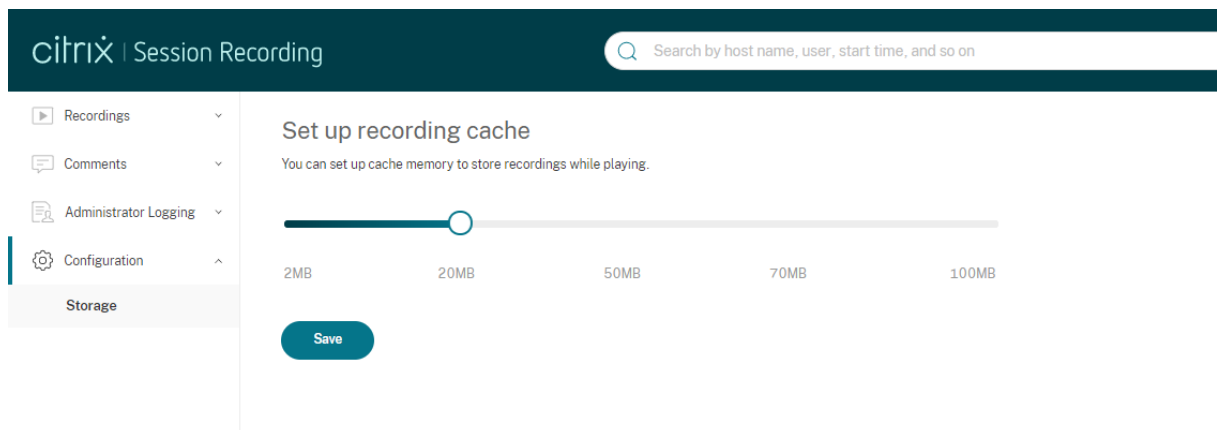 citrix | Session Recording
Search by host name, user, start time, and so on
Recordings
Comments
Administrator Logging
Configuration
Storage
Set up recording cache
You can set up cache memory to store recordings while playing.
2MB 20MB 50MB 70MB 100MB
Save